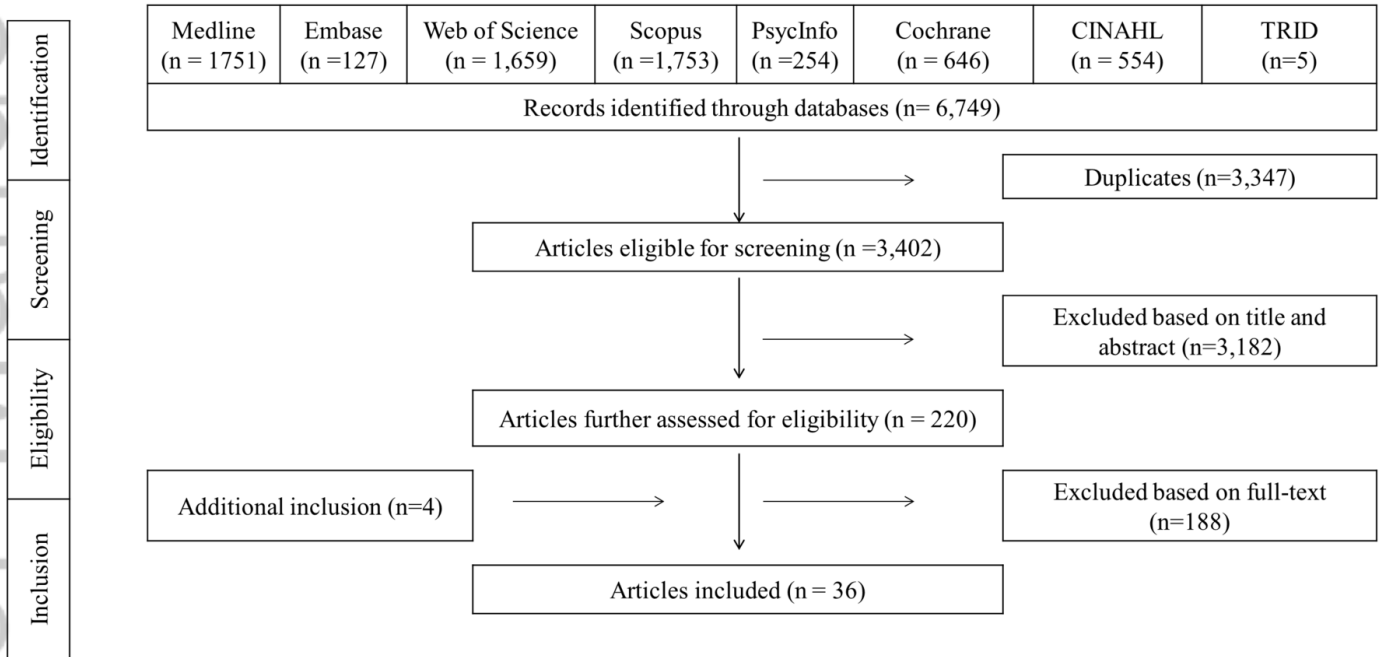 Medline
(n = 1751)
Embase
(n =127)
Web of Science
(n = 1,659)
Scopus
(n =1,753)
PsycInfo
(n =254)
Cochrane
(n = 646)
CINAHL
(n = 554)
TRID
(n=5)
Records identified through databases (n= 6,749)
Identification
Duplicates (n=3,347)
Screening
Articles eligible for screening (n =3,402)
Excluded based on title and
abstract (n=3,182)
Eligibility
Articles further assessed for eligibility (n = 220)
Additional inclusion (n=4)
Excluded based on full-text
(n=188)
Inclusion
Articles included (n = 36)